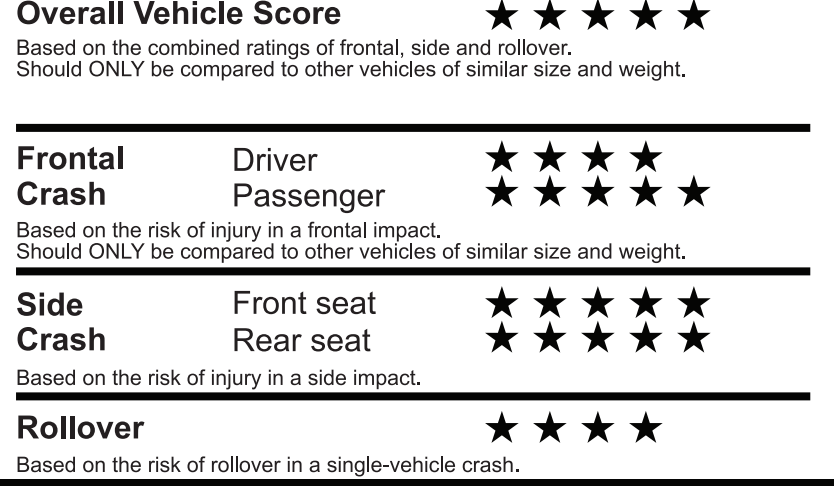 Overall Vehicle Score ★ ★ ★ ★ ★
Based on the combined ratings of frontal, side and rollover.
Should ONLY be compared to other vehicles of similar size and weight.
Frontal Driver ★ ★ ★ ★
Crash Passenger ★ ★ ★ ★ ★
Based on the risk of injury in a frontal impact.
Should ONLY be compared to other vehicles of similar size and weight.
Side Front seat ★ ★ ★ ★ ★
Crash Rear seat ★ ★ ★ ★ ★
Based on the risk of injury in a side impact.
Rollover ★ ★ ★ ★
Based on the risk of rollover in a single-vehicle crash.